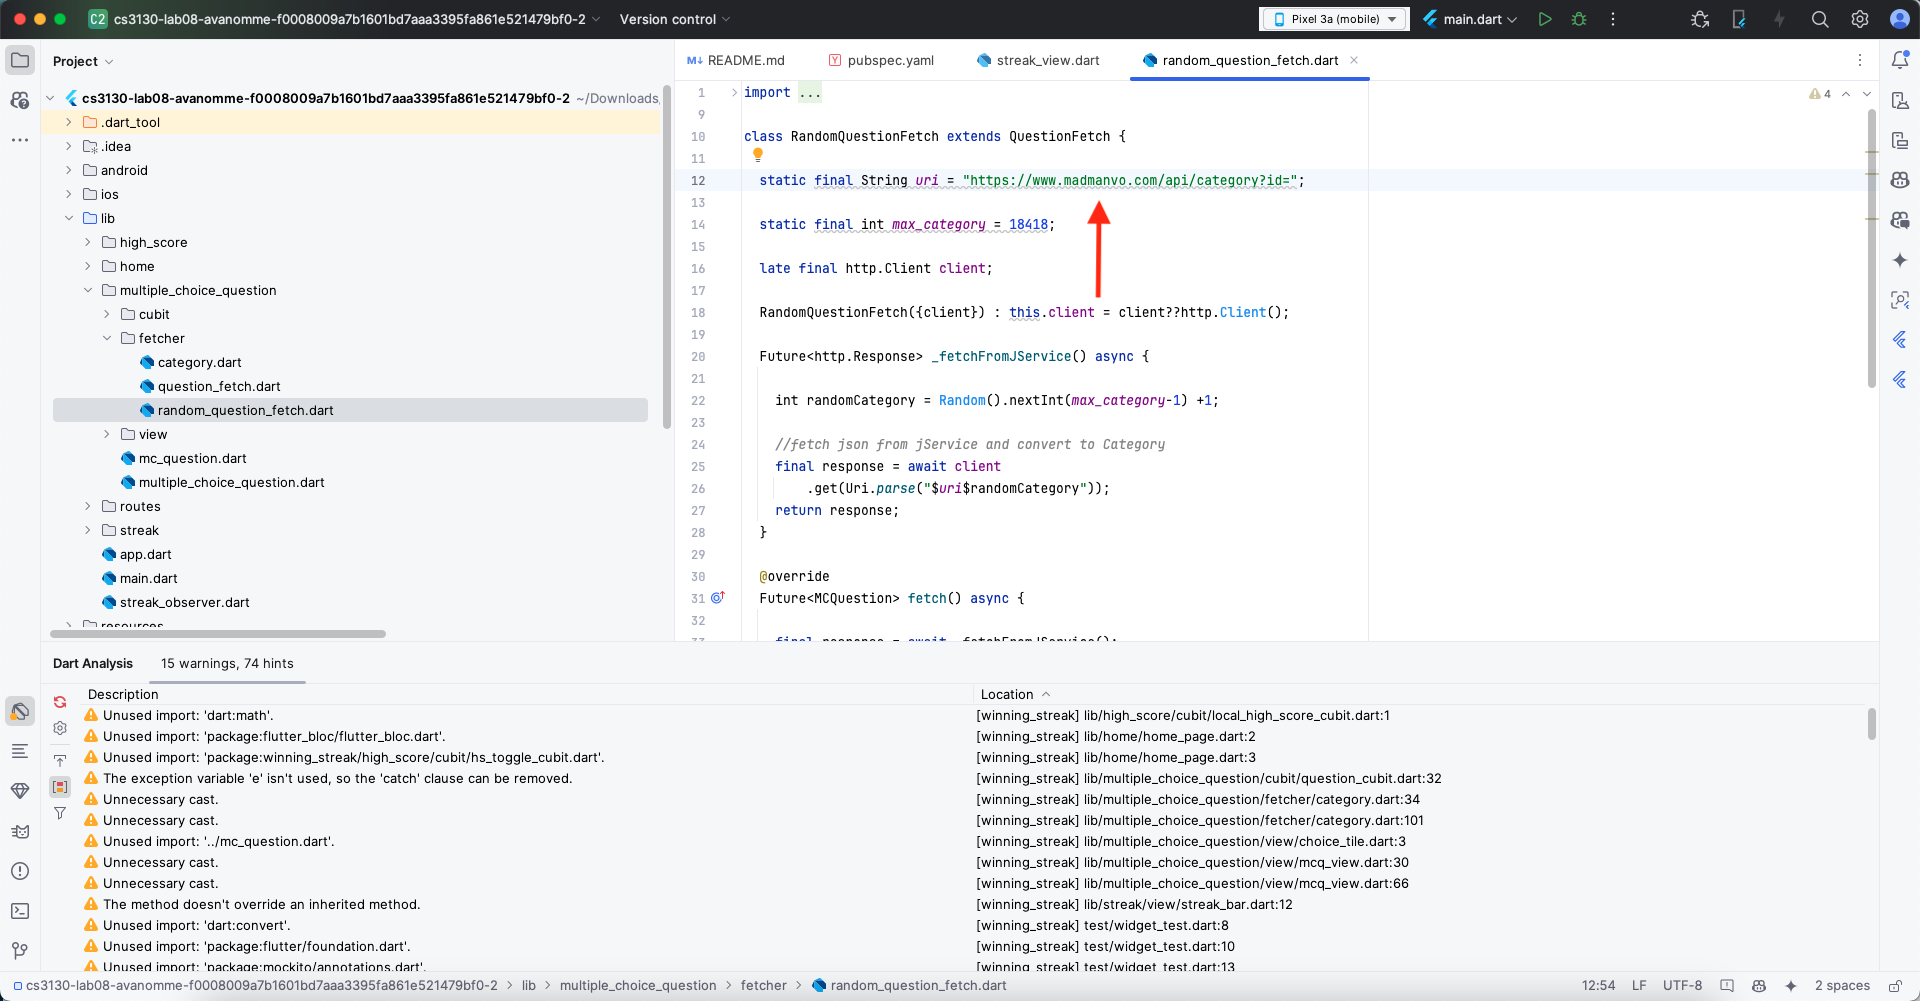 C2 cs3130-lab08-avanomme-f0008009a7b1601bd7aaa3395fa861e521479bf0-2 Version control Pixel 3a (mobile) main.dart
Project
README.md pubspec.yaml streak_view.dart random_question_fetch.dart
cs3130-lab08-avanomme-f0008009a7b1601bd7aaa3395fa861e521479bf0-2 ~/Downloads/
.dart_tool
.idea
android
ios
lib
high_score
home
multiple_choice_question
cubit
fetcher
category.dart
question_fetch.dart
random_question_fetch.dart
view
mc_question.dart
multiple_choice_question.dart
routes
streak
app.dart
main.dart
streak_observer.dart
resources
4
1 import ...
9
10 class RandomQuestionFetch extends QuestionFetch {
11
12 static final String uri = "https://www.madmanvo.com/api/category?id=";
13
14 static final int max_category = 18418;
15
16 late final http.Client client;
17
18 RandomQuestionFetch({client}) : this.client = client??http.Client();
19
20 Future<http.Response> _fetchFromJService() async {
21
22 int randomCategory = Random().nextInt(max_category-1) +1;
23
24 //fetch json from jService and convert to Category
25 final response = await client
26 .get(Uri.parse("$uri$randomCategory"));
27 return response;
28 }
29
30 @override
31 Future<MCQuestion> fetch() async {
32
33 final response = await _fetchFromJService();
Dart Analysis 15 warnings, 74 hints
Description Location
Unused import: 'dart:math'. [winning_streak] lib/high_score/cubit/local_high_score_cubit.dart:1
Unused import: 'package:flutter_bloc/flutter_bloc.dart'. [winning_streak] lib/home/home_page.dart:2
Unused import: 'package:winning_streak/high_score/cubit/hs_toggle_cubit.dart'. [winning_streak] lib/home/home_page.dart:3
The exception variable 'e' isn't used, so the 'catch' clause can be removed. [winning_streak] lib/multiple_choice_question/cubit/question_cubit.dart:32
Unnecessary cast. [winning_streak] lib/multiple_choice_question/fetcher/category.dart:34
Unnecessary cast. [winning_streak] lib/multiple_choice_question/fetcher/category.dart:101
Unused import: '../mc_question.dart'. [winning_streak] lib/multiple_choice_question/view/choice_tile.dart:3
Unnecessary cast. [winning_streak] lib/multiple_choice_question/view/mcq_view.dart:30
Unnecessary cast. [winning_streak] lib/multiple_choice_question/view/mcq_view.dart:66
The method doesn't override an inherited method. [winning_streak] lib/streak/view/streak_bar.dart:12
Unused import: 'dart:convert'. [winning_streak] test/widget_test.dart:8
Unused import: 'package:flutter/foundation.dart'. [winning_streak] test/widget_test.dart:10
Unused import: 'package:mockito/annotations.dart'. [winning_streak] test/widget_test.dart:13
cs3130-lab08-avanomme-f0008009a7b1601bd7aaa3395fa861e521479bf0-2 > lib > multiple_choice_question > fetcher > random_question_fetch.dart 12:54 LF UTF-8 2 spaces